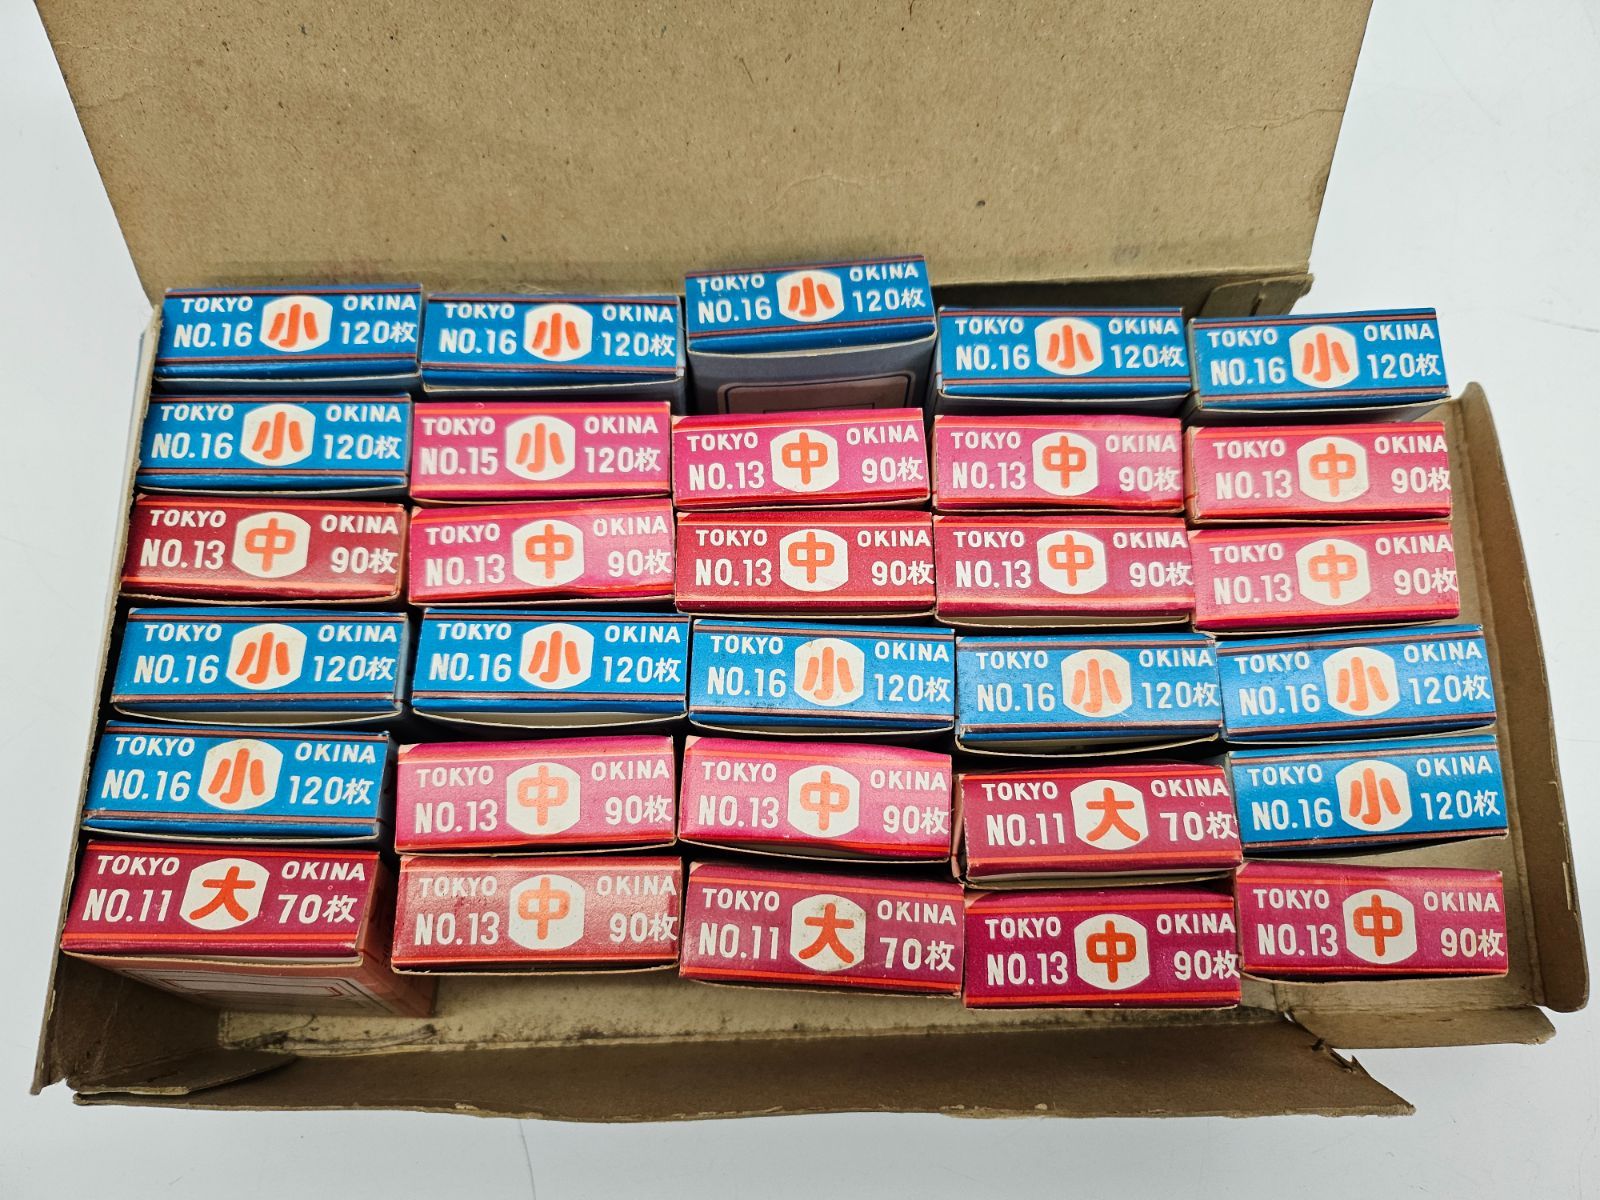 TOKYO 小 OKINA
NO.16 120枚
TOKYO 小 OKINA
NO.16 120枚
TOKYO 小 OKINA
NO.16 120枚
TOKYO 小 OKINA
NO.16 120枚
TOKYO 小 OKINA
NO.16 120枚
TOKYO 小 OKINA
NO.16 120枚
TOKYO 小 OKINA
NO.15 120枚
TOKYO 中 OKINA
NO.13 90枚
TOKYO 中 OKINA
NO.13 90枚
TOKYO 中 OKINA
NO.13 90枚
TOKYO 中 OKINA
NO.13 90枚
TOKYO 中 OKINA
NO.13 90枚
TOKYO 中 OKINA
NO.13 90枚
TOKYO 中 OKINA
NO.13 90枚
TOKYO 中 OKINA
NO.13 90枚
TOKYO 小 OKINA
NO.16 120枚
TOKYO 小 OKINA
NO.16 120枚
TOKYO 小 OKINA
NO.16 120枚
TOKYO 小 OKINA
NO.16 120枚
TOKYO 小 OKINA
NO.16 120枚
TOKYO 小 OKINA
NO.16 120枚
TOKYO 中 OKINA
NO.13 90枚
TOKYO 中 OKINA
NO.13 90枚
TOKYO 大 OKINA
NO.11 70枚
TOKYO 小 OKINA
NO.16 120枚
TOKYO 大 OKINA
NO.11 70枚
TOKYO 中 OKINA
NO.13 90枚
TOKYO 大 OKINA
NO.11 70枚
TOKYO 中 OKINA
NO.13 90枚
TOKYO 中 OKINA
NO.13 90枚